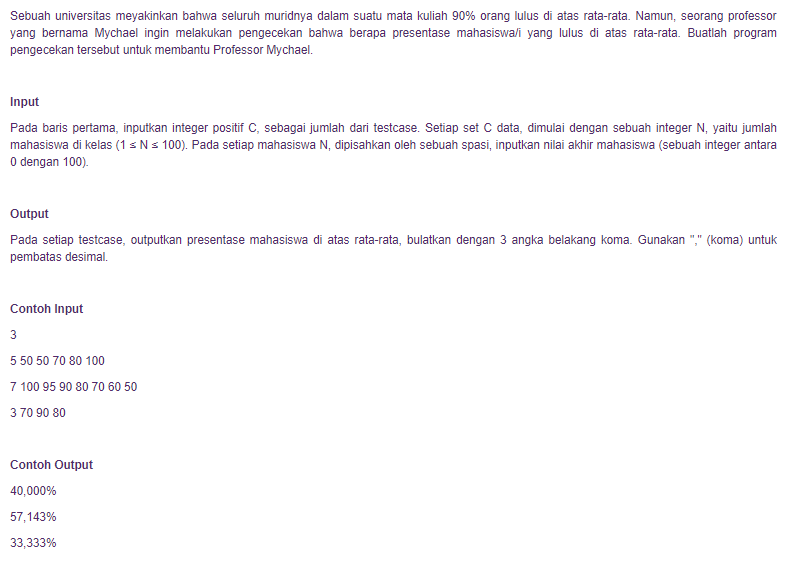 Sebuah universitas meyakinkan bahwa seluruh muridnya dalam suatu mata kuliah 90% orang lulus di atas rata-rata. Namun, seorang professor
yang bernama Mychael ingin melakukan pengecekan bahwa berapa presentase mahasiswa/i yang lulus di atas rata-rata. Buatlah program
pengecekan tersebut untuk membantu Professor Mychael.
Input
Pada baris pertama, inputkan integer positif C, sebagai jumlah dari testcase. Setiap set C data, dimulai dengan sebuah integer N, yaitu jumlah
mahasiswa di kelas (1 ≤ N ≤ 100). Pada setiap mahasiswa N, dipisahkan oleh sebuah spasi, inputkan nilai akhir mahasiswa (sebuah integer antara
0 dengan 100).
Output
Pada setiap testcase, outputkan presentase mahasiswa di atas rata-rata, bulatkan dengan 3 angka belakang koma. Gunakan "," (koma) untuk
pembatas desimal.
Contoh Input
3
5 50 50 70 80 100
7 100 95 90 80 70 60 50
3 70 90 80
Contoh Output
40,000%
57,143%
33,333%